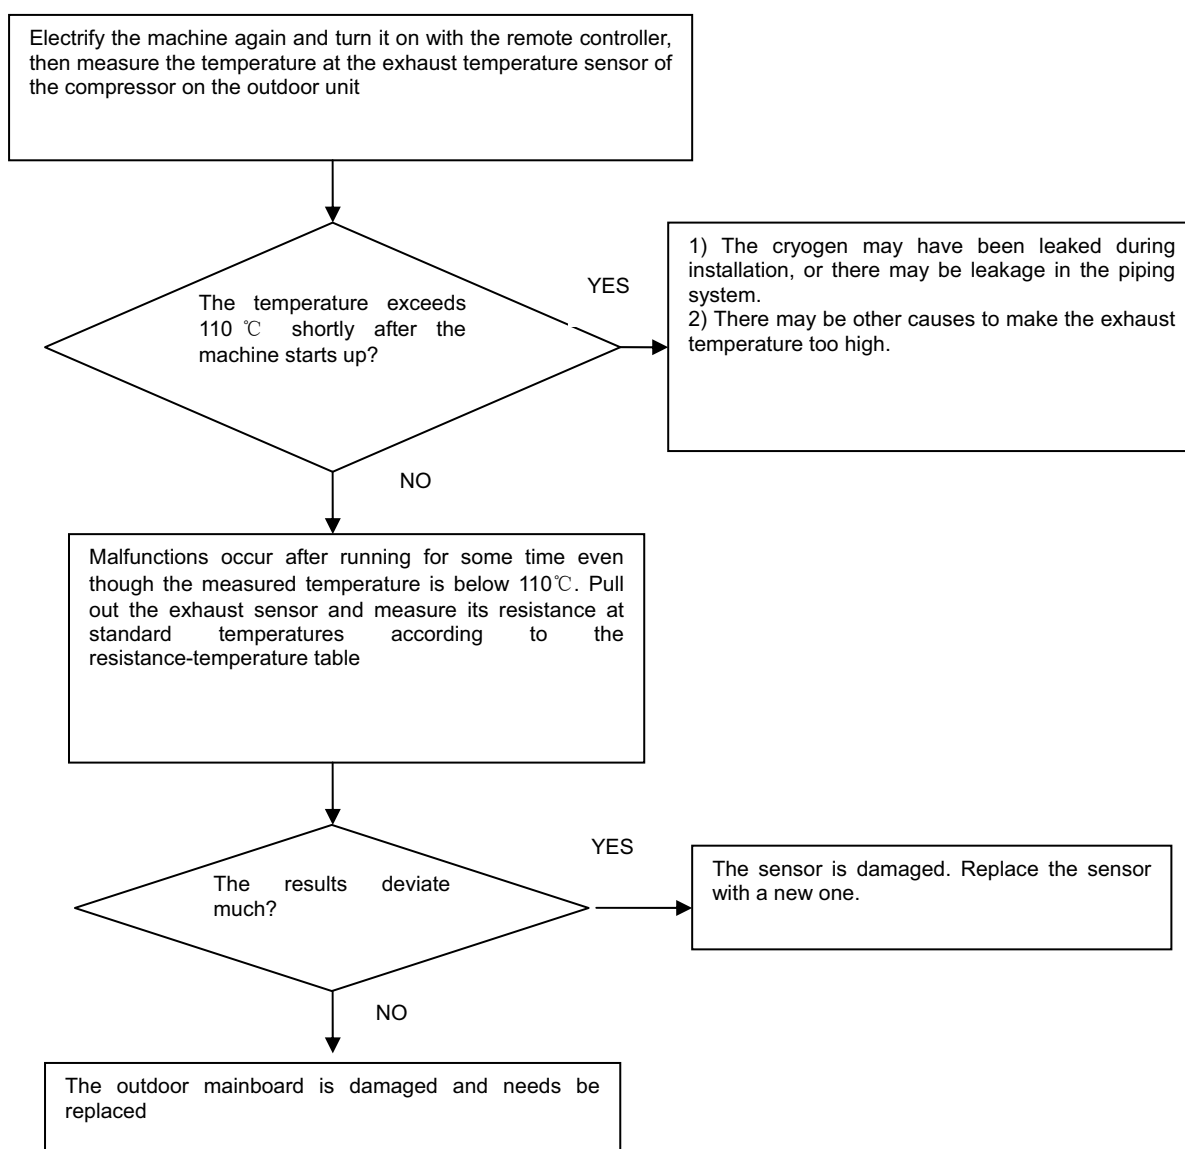 Electrify the machine again and turn it on with the remote controller,
then measure the temperature at the exhaust temperature sensor of
the compressor on the outdoor unit
The temperature exceeds
110 ℃ shortly after the
machine starts up?
YES
1) The cryogen may have been leaked during
installation, or there may be leakage in the piping
system.
2) There may be other causes to make the exhaust
temperature too high.
NO
Malfunctions occur after running for some time even
though the measured temperature is below 110℃. Pull
out the exhaust sensor and measure its resistance at
standard temperatures according to the
resistance-temperature table
The results deviate
much?
YES
The sensor is damaged. Replace the sensor
with a new one.
NO
The outdoor mainboard is damaged and needs be
replaced